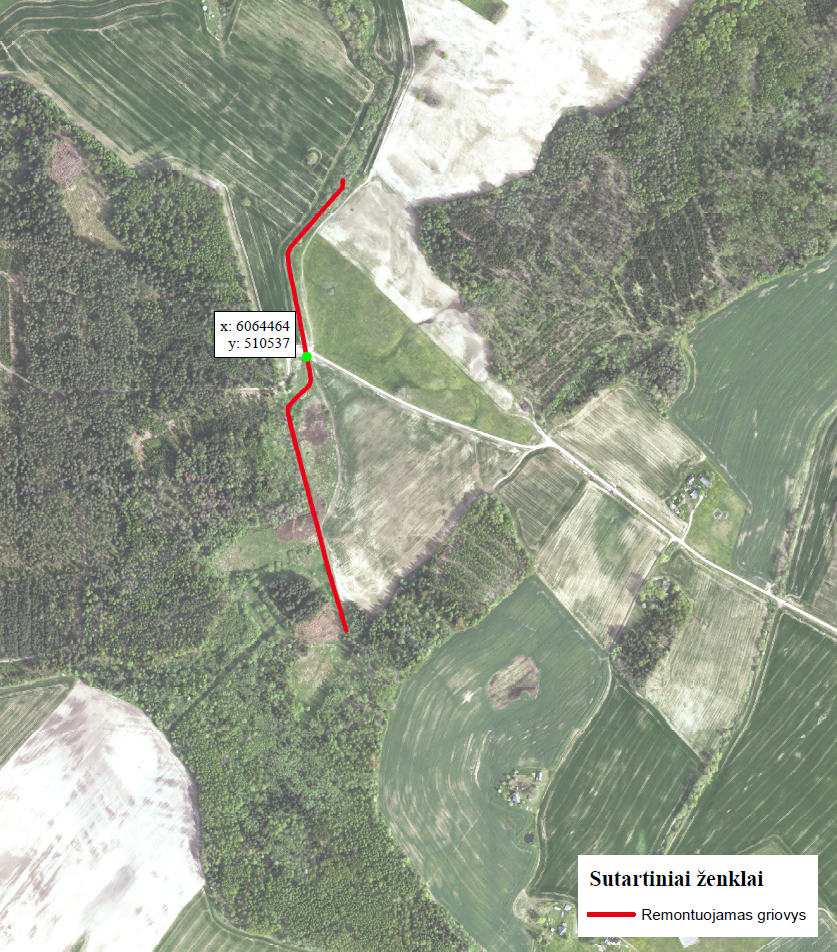 x: 6064464
y: 510537
Sutartiniai ženklai
Remontuojamas griovys